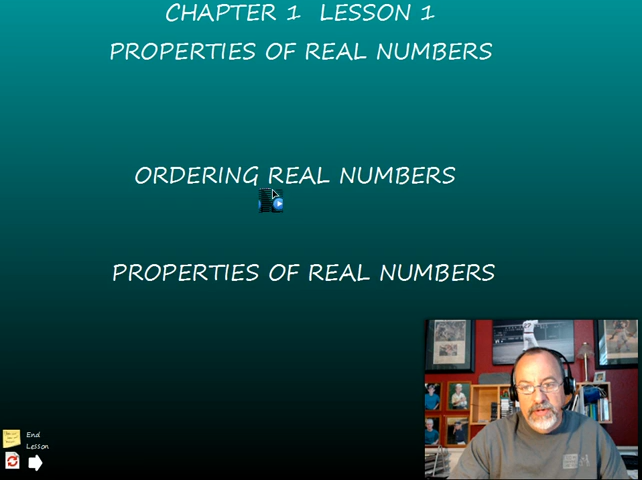 CHAPTER 1 LESSON 1
PROPERTIES OF REAL NUMBERS
ORDERING REAL NUMBERS
PROPERTIES OF REAL NUMBERS
End
Lesson